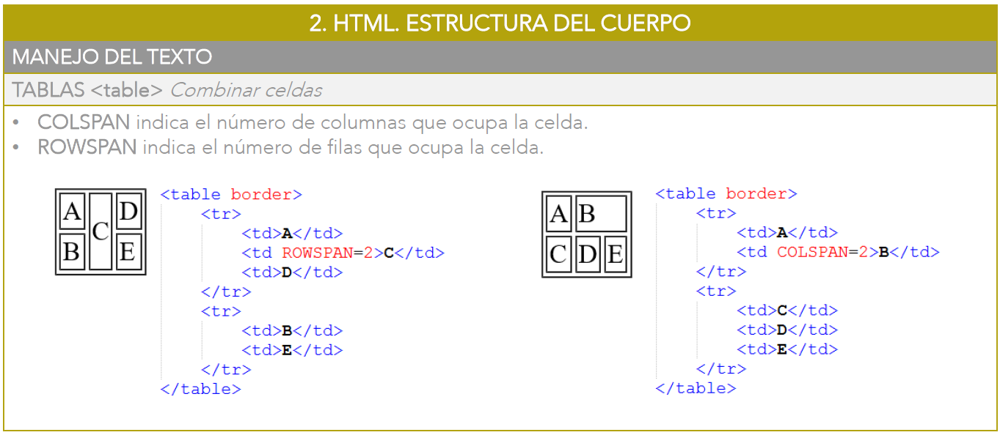 2. HTML. ESTRUCTURA DEL CUERPO
MANEJO DEL TEXTO
TABLAS <table> Combinar celdas
• COLSPAN indica el número de columnas que ocupa la celda.
• ROWSPAN indica el número de filas que ocupa la celda.
A C D
B E
<table border>
<tr>
<td>A</td>
<td ROWSPAN=2>C</td>
<td>D</td>
</tr>
<tr>
<td>B</td>
<td>E</td>
</tr>
</table>
A B
C D E
<table border>
<tr>
<td>A</td>
<td COLSPAN=2>B</td>
</tr>
<tr>
<td>C</td>
<td>D</td>
<td>E</td>
</tr>
</table>